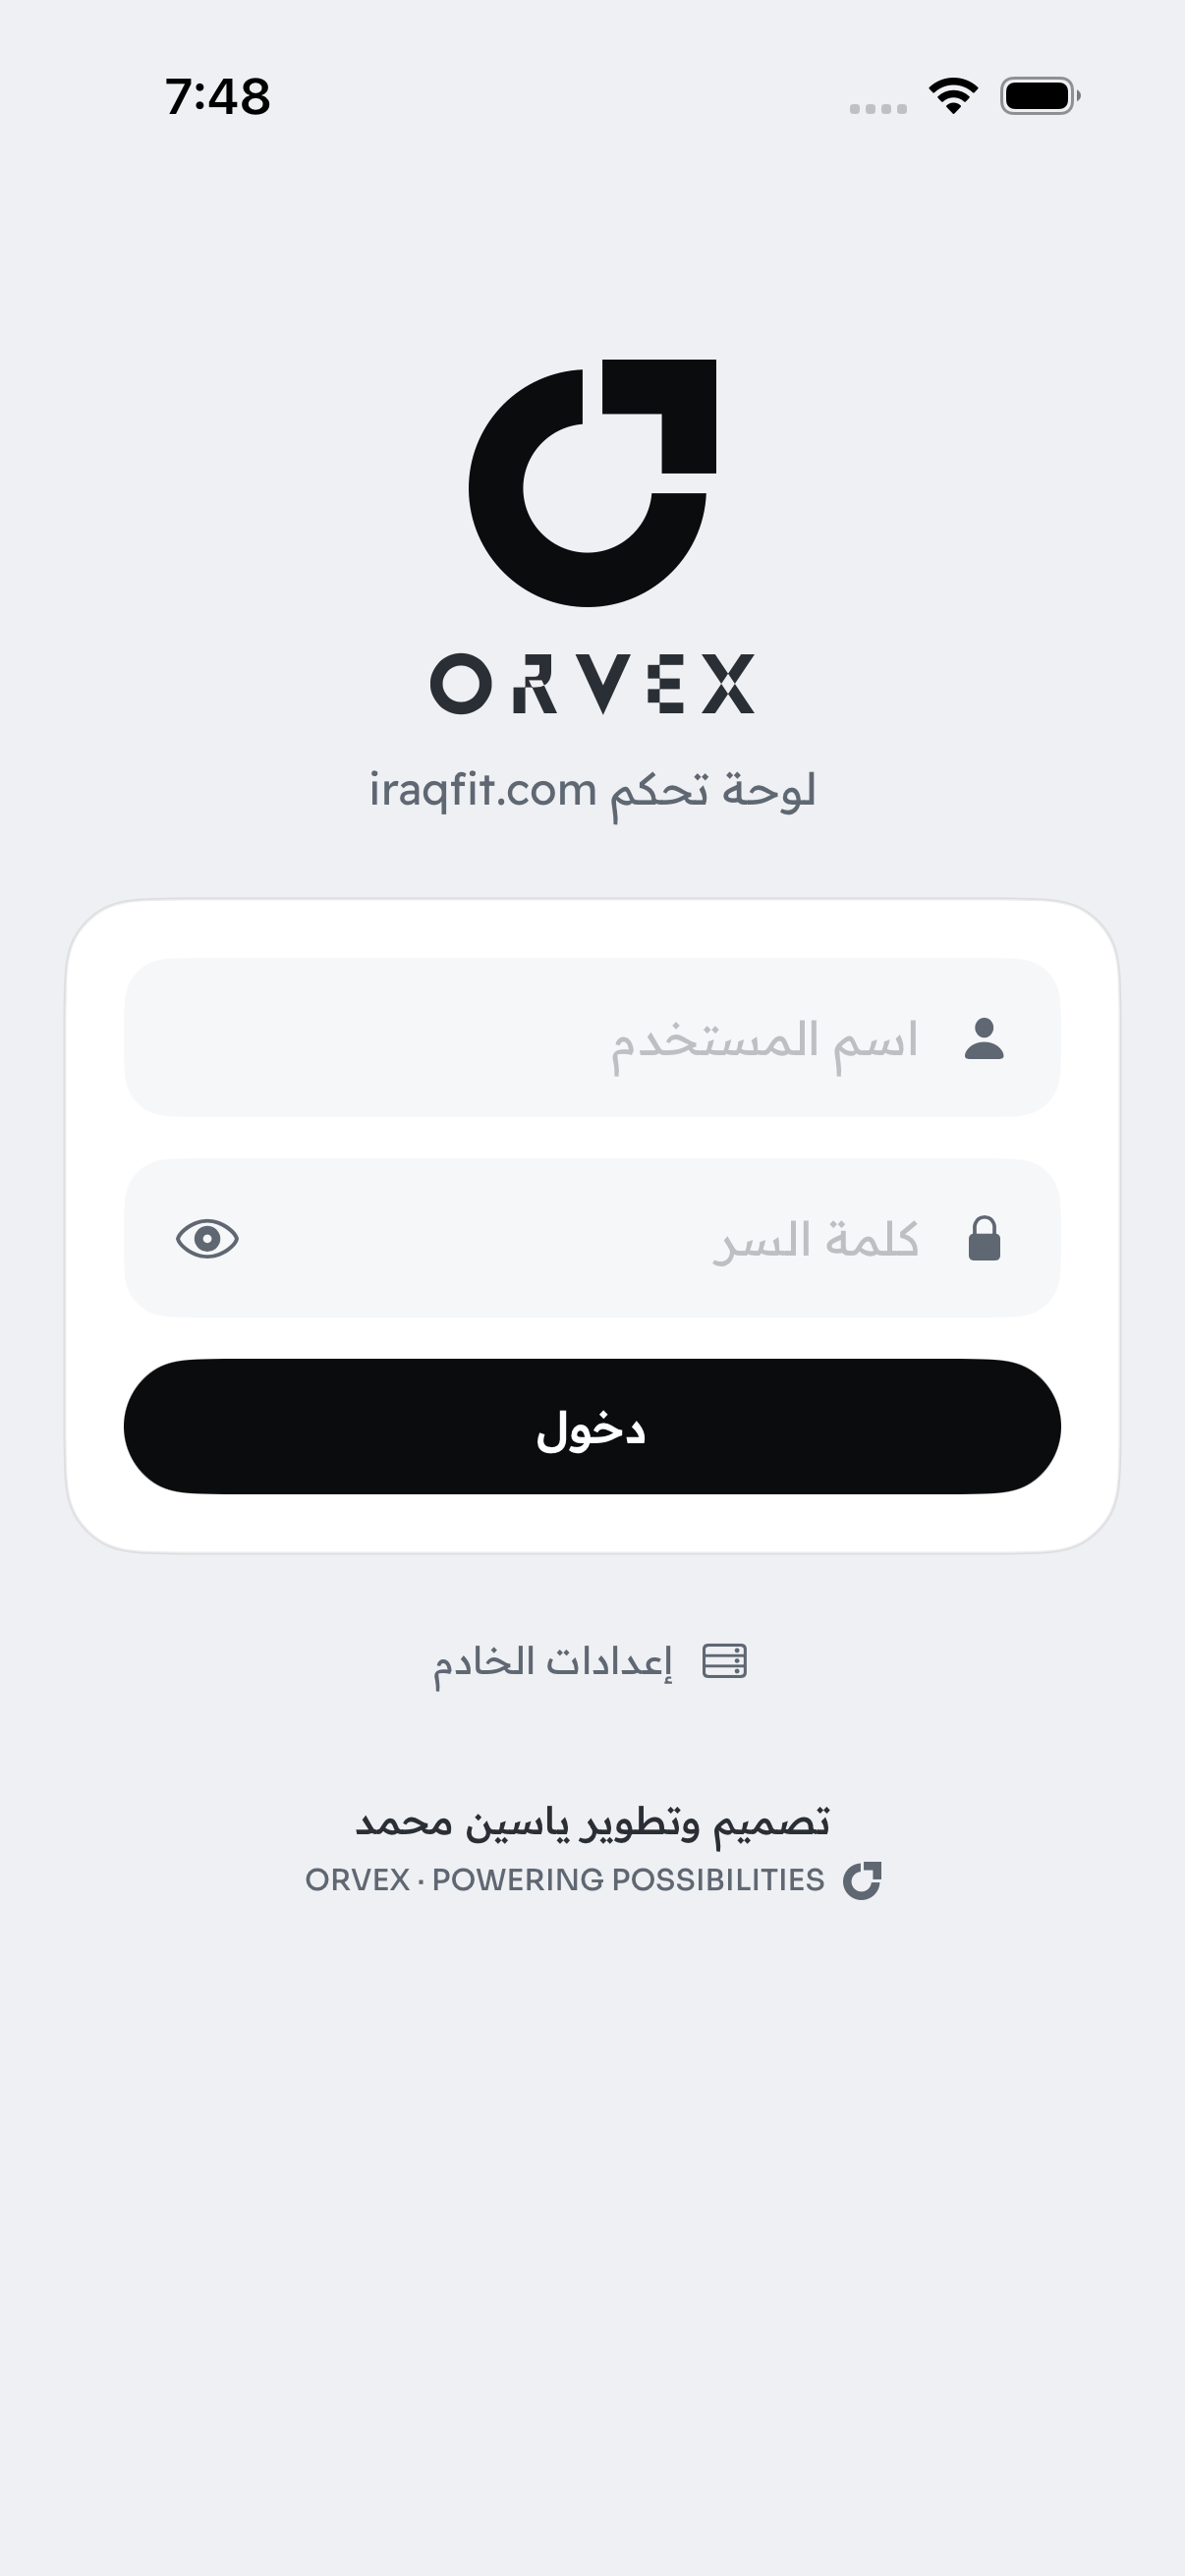 7:48
ORVEX
لوحة تحكم iraqfit.com
اسم المستخدم
كلمة السر
دخول
إعدادات الخادم
تصميم وتطوير ياسين محمد
ORVEX · POWERING POSSIBILITIES